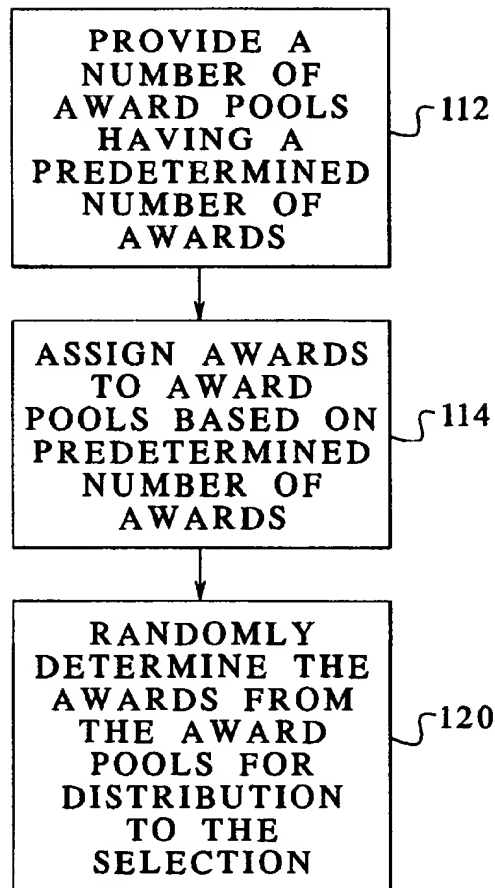 PROVIDE A
NUMBER OF
AWARD POOLS
HAVING A
PREDETERMINED
NUMBER OF
AWARDS
112
ASSIGN AWARDS
TO AWARD
POOLS BASED ON
PREDETERMINED
NUMBER OF
AWARDS
114
RANDOMLY
DETERMINE THE
AWARDS FROM
THE AWARD
POOLS FOR
DISTRIBUTION
TO THE
SELECTION
120